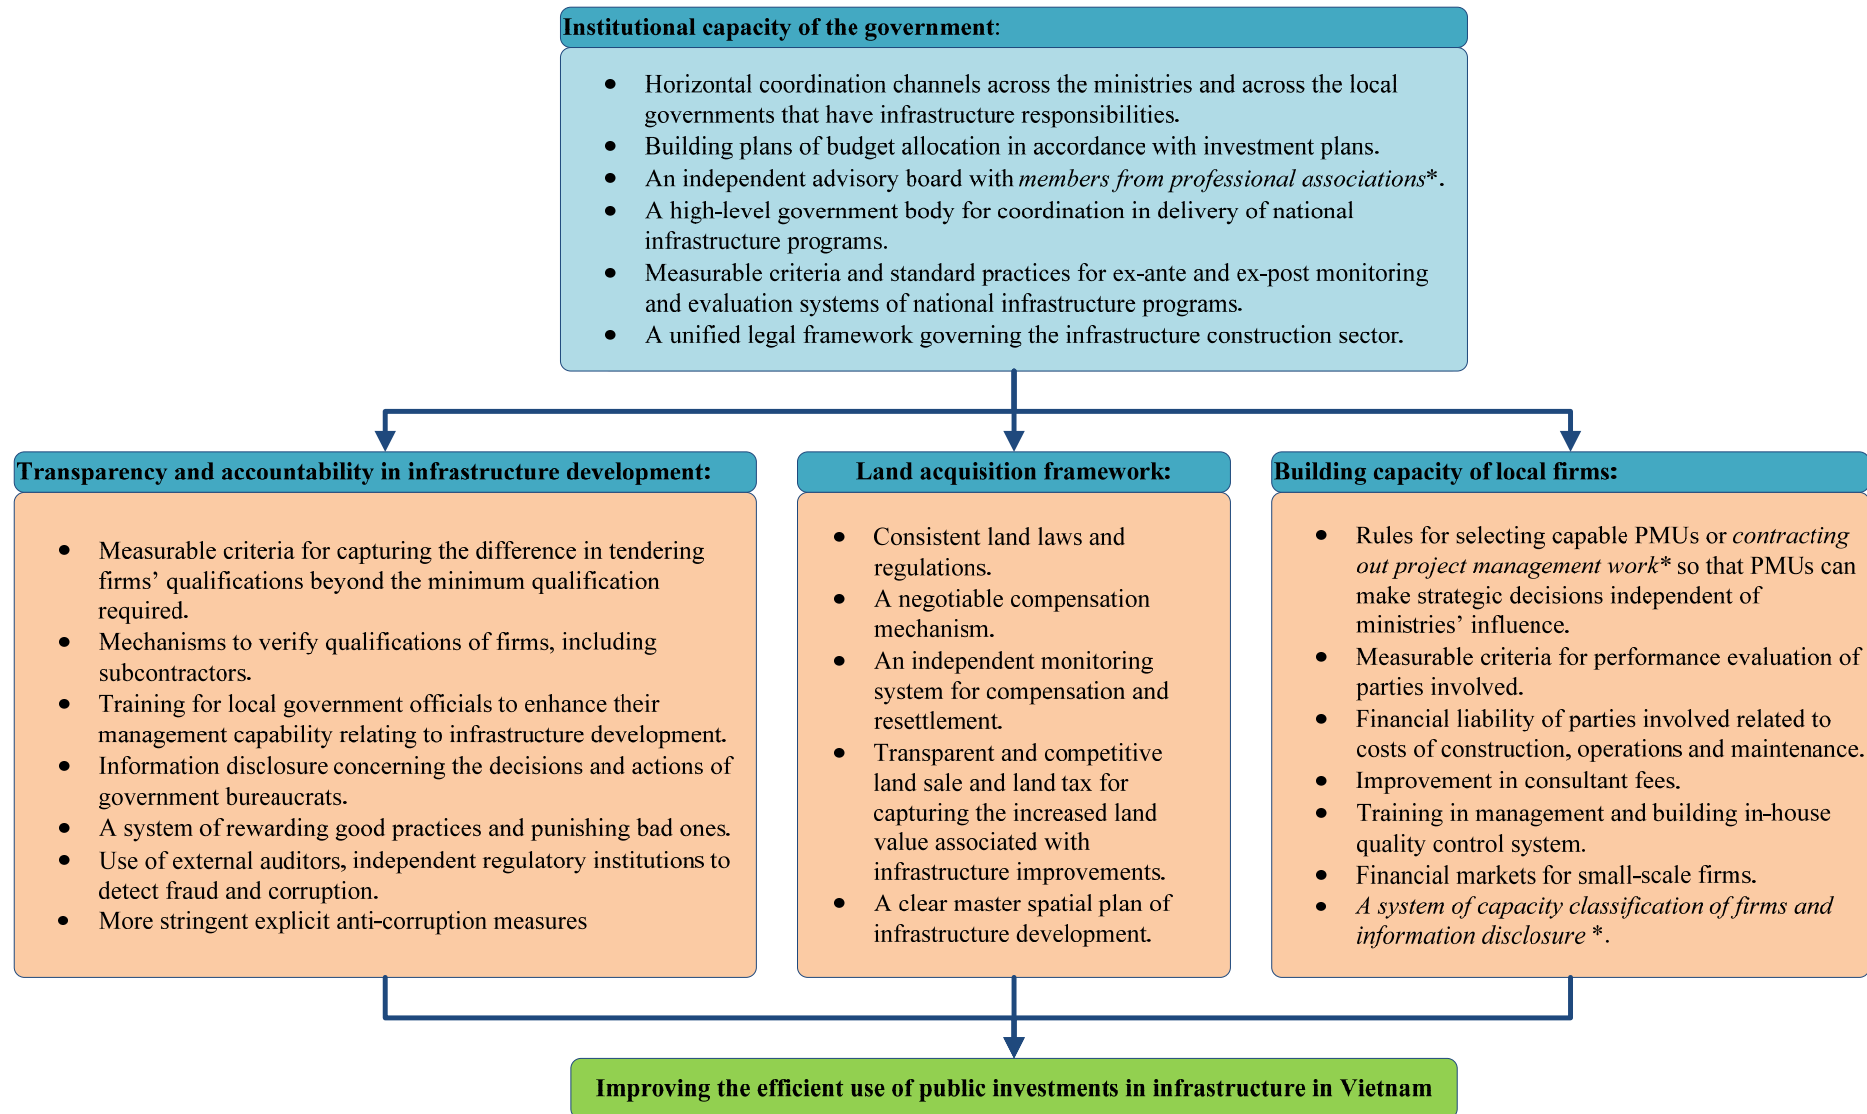 Institutional capacity of the government:
• Horizontal coordination channels across the ministries and across the local
governments that have infrastructure responsibilities.
• Building plans of budget allocation in accordance with investment plans.
• An independent advisory board with members from professional associations*.
• A high-level government body for coordination in delivery of national
infrastructure programs.
• Measurable criteria and standard practices for ex-ante and ex-post monitoring
and evaluation systems of national infrastructure programs.
• A unified legal framework governing the infrastructure construction sector.
Transparency and accountability in infrastructure development:
• Measurable criteria for capturing the difference in tendering
firms’ qualifications beyond the minimum qualification
required.
• Mechanisms to verify qualifications of firms, including
subcontractors.
• Training for local government officials to enhance their
management capability relating to infrastructure development.
• Information disclosure concerning the decisions and actions of
government bureaucrats.
• A system of rewarding good practices and punishing bad ones.
• Use of external auditors, independent regulatory institutions to
detect fraud and corruption.
• More stringent explicit anti-corruption measures
Land acquisition framework:
• Consistent land laws and
regulations.
• A negotiable compensation
mechanism.
• An independent monitoring
system for compensation and
resettlement.
• Transparent and competitive
land sale and land tax for
capturing the increased land
value associated with
infrastructure improvements.
• A clear master spatial plan of
infrastructure development.
Building capacity of local firms:
• Rules for selecting capable PMUs or contracting
out project management work* so that PMUs can
make strategic decisions independent of
ministries’ influence.
• Measurable criteria for performance evaluation of
parties involved.
• Financial liability of parties involved related to
costs of construction, operations and maintenance.
• Improvement in consultant fees.
• Training in management and building in-house
quality control system.
• Financial markets for small-scale firms.
• A system of capacity classification of firms and
information disclosure *.
Improving the efficient use of public investments in infrastructure in Vietnam